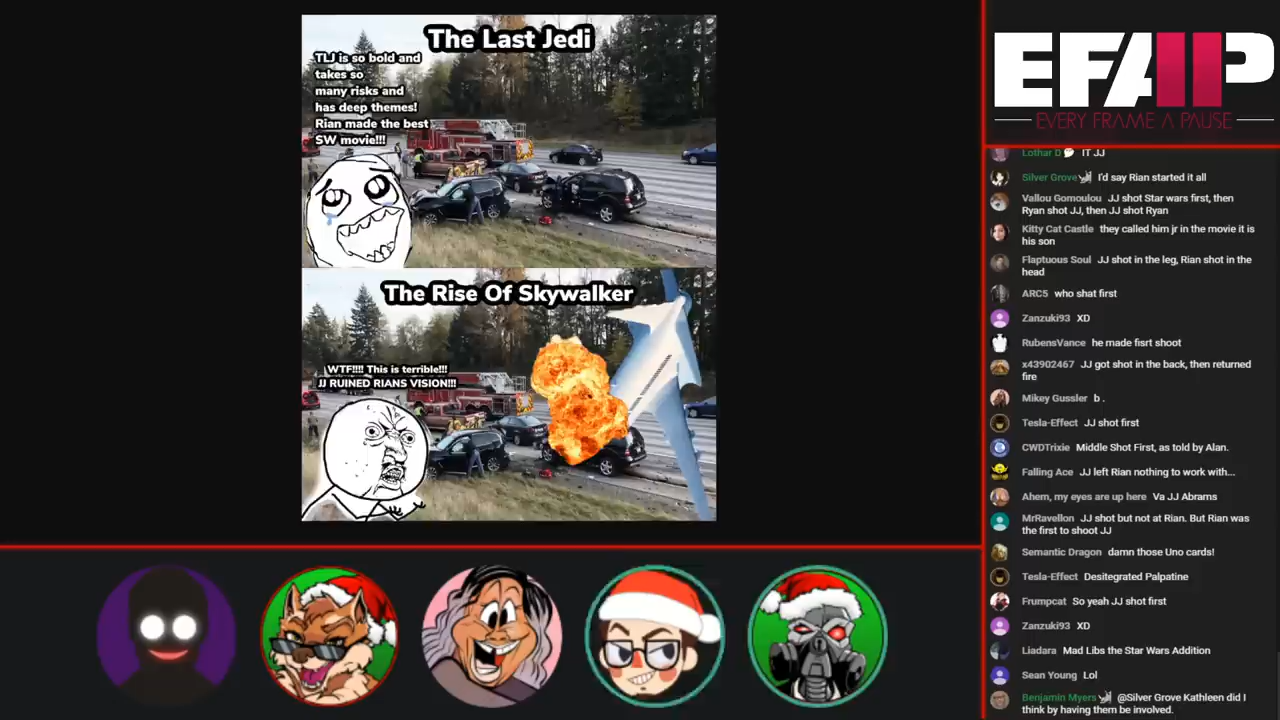 The Last Jedi
TLJ is so bold and
takes so
many risks and
has deep themes!
Rian made the best
SW movie!!!
The Rise Of Skywalker
WTF!!!! This is terrible!!!
JJ RUINED RIANS VISION!!!
EFAP
EVERY FRAME A PAUSE
Lothar D IT JJ
Silver Grove I'd say Rian started it all
Vallou Gomoulou JJ shot Star wars first, then
Ryan shot JJ, then JJ shot Ryan
Kitty Cat Castle they called him jr in the movie it is
his son
Flaptuous Soul JJ shot in the leg, Rian shot in the
head
ARC5 who shat first
Zanzuki93 XD
RubensVance he made fisrt shoot
x43902467 JJ got shot in the back, then returned
fire
Mikey Gussler b .
Tesla-Effect JJ shot first
CWDTrixie Middle Shot First, as told by Alan.
Falling Ace JJ left Rian nothing to work with...
Ahem, my eyes are up here Va JJ Abrams
MrRavellon JJ shot but not at Rian. But Rian was
the first to shoot JJ
Semantic Dragon damn those Uno cards!
Tesla-Effect Desitegrated Palpatine
Frumpcat So yeah JJ shot first
Zanzuki93 XD
Liadara Mad Libs the Star Wars Addition
Sean Young Lol
Benjamin Myers @Silver Grove Kathleen did I
think by having them be involved.